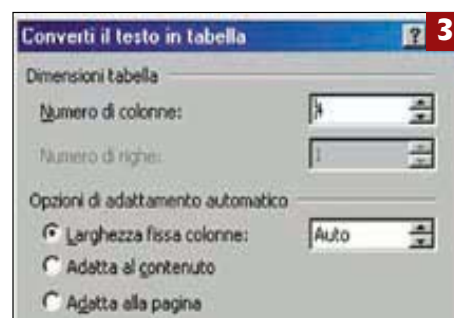 Converti il testo in tabella ? 3
Dimensioni tabella
Numero di colonne:
Numero di righe: 1
Opzioni di adattamento automatico
Larghezza fissa colonne: Auto
Adatta al contenuto
Adatta alla pagina